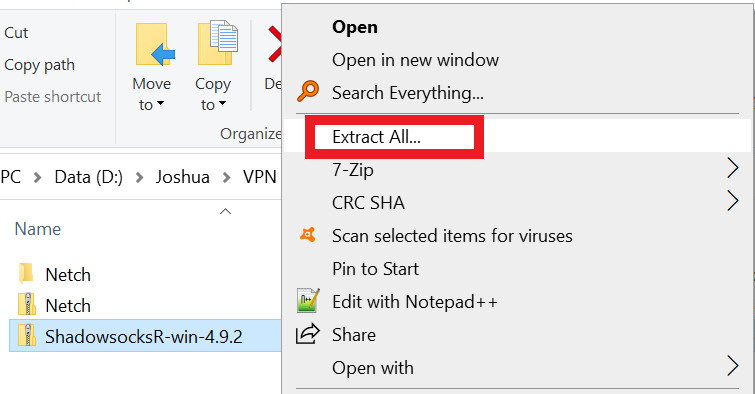 Cut
Copy path
Paste shortcut
Move to
Copy to
De
Organize
PC > Data (D:) > Joshua > VPN
Name
Netch
Netch
ShadowsocksR-win-4.9.2
Open
Open in new window
Search Everything...
Extract All...
7-Zip
CRC SHA
Scan selected items for viruses
Pin to Start
Edit with Notepad++
Share
Open with